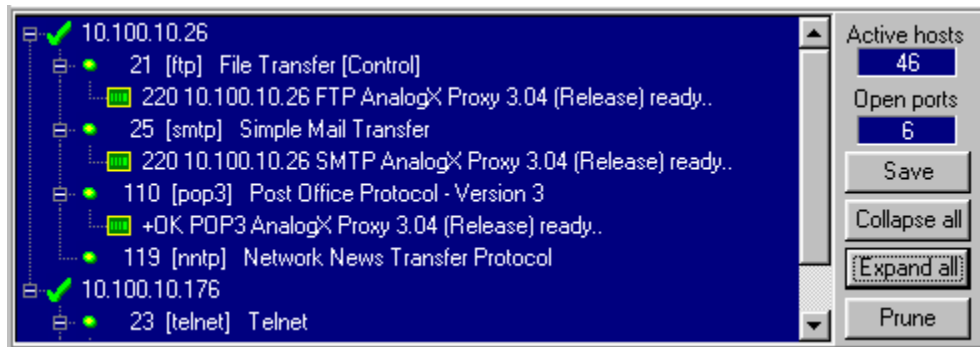 10.100.10.26
21 [ftp] File Transfer [Control]
220 10.100.10.26 FTP AnalogX Proxy 3.04 (Release) ready..
25 [smtp] Simple Mail Transfer
220 10.100.10.26 SMTP AnalogX Proxy 3.04 (Release) ready..
110 [pop3] Post Office Protocol - Version 3
+OK POP3 AnalogX Proxy 3.04 (Release) ready..
119 [nntp] Network News Transfer Protocol
10.100.10.176
23 [telnet] Telnet
Active hosts
46
Open ports
6
Save
Collapse all
Expand all
Prune